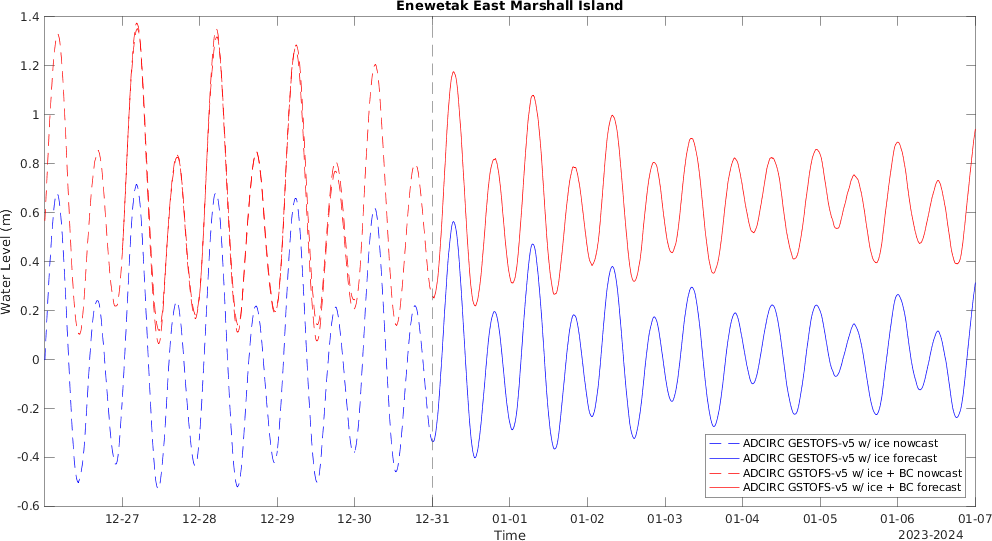 Enewetak East Marshall Island
1.4
1.2
1
0.8
0.6
0.4
0.2
0
-0.2
-0.4
-0.6
Water Level (m)
ADCIRC GESTOFS-v5 w/ ice nowcast
ADCIRC GESTOFS-v5 w/ ice forecast
ADCIRC GSTOFS-v5 w/ ice + BC nowcast
ADCIRC GSTOFS-v5 w/ ice + BC forecast
12-27 12-28 12-29 12-30 12-31 01-01 01-02 01-03 01-04 01-05 01-06 01-07
Time
2023-2024